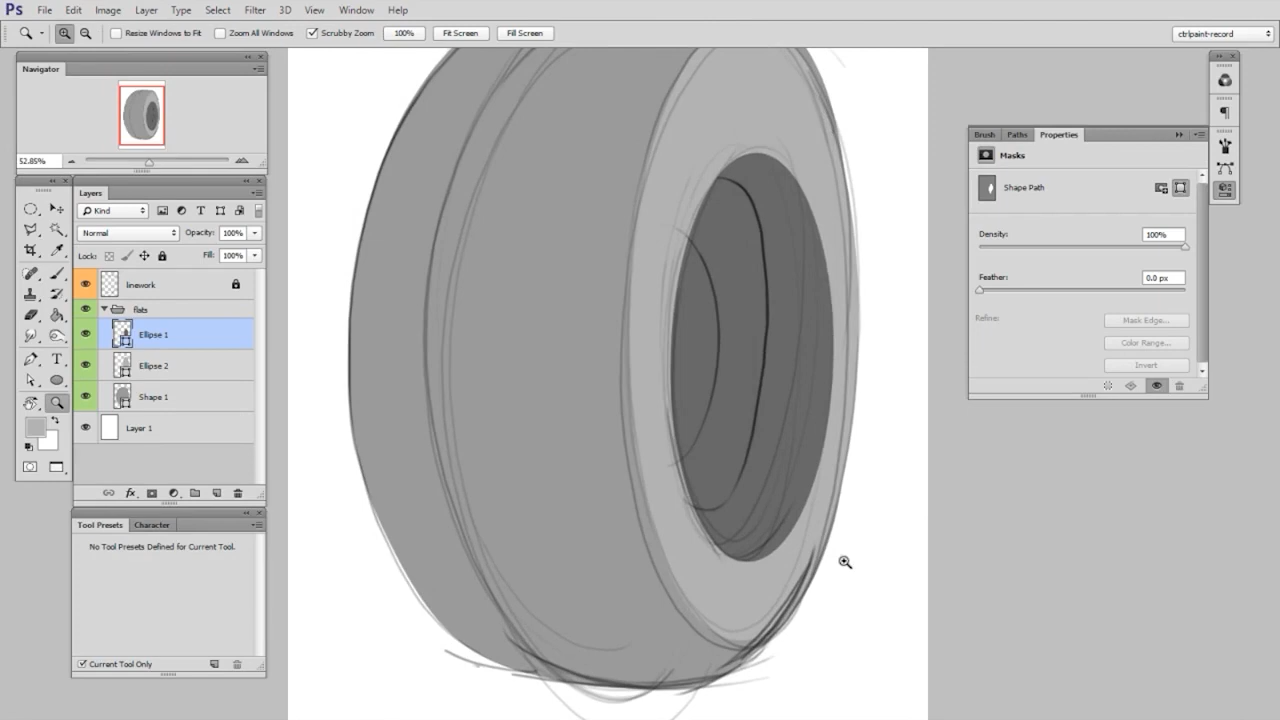 Ps File Edit Image Layer Type Select Filter 3D View Window Help
Resize Windows to Fit Zoom All Windows Scrubby Zoom 100% Fit Screen Fill Screen ctrlpaint-record
Navigator
52.85%
Layers
Kind
Normal Opacity: 100%
Lock: Fill: 100%
linework
flats
Ellipse 1
Ellipse 2
Shape 1
Layer 1
fx
Tool Presets Character
No Tool Presets Defined for Current Tool.
Current Tool Only
Brush Paths Properties
Masks
Shape Path
Density: 100%
Feather: 0.0 px
Refine: Mask Edge...
Color Range...
Invert